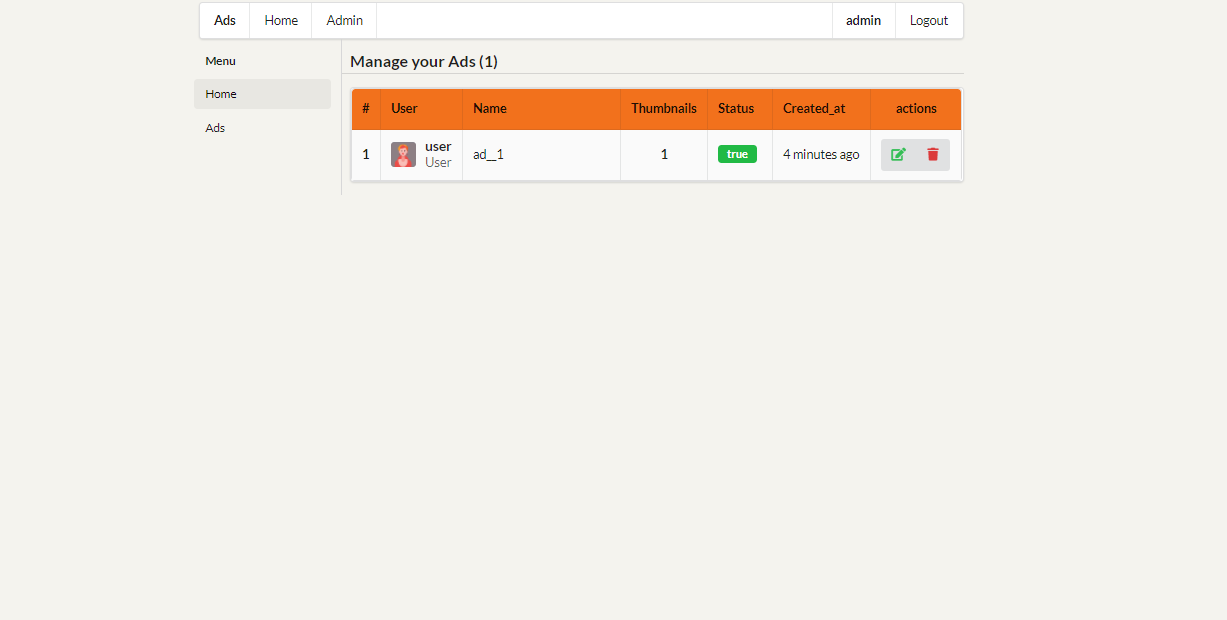 Ads Home Admin admin Logout
Menu
Home
Ads
Manage your Ads (1)
# User Name Thumbnails Status Created_at actions
1 user User ad__1 1 true 4 minutes ago